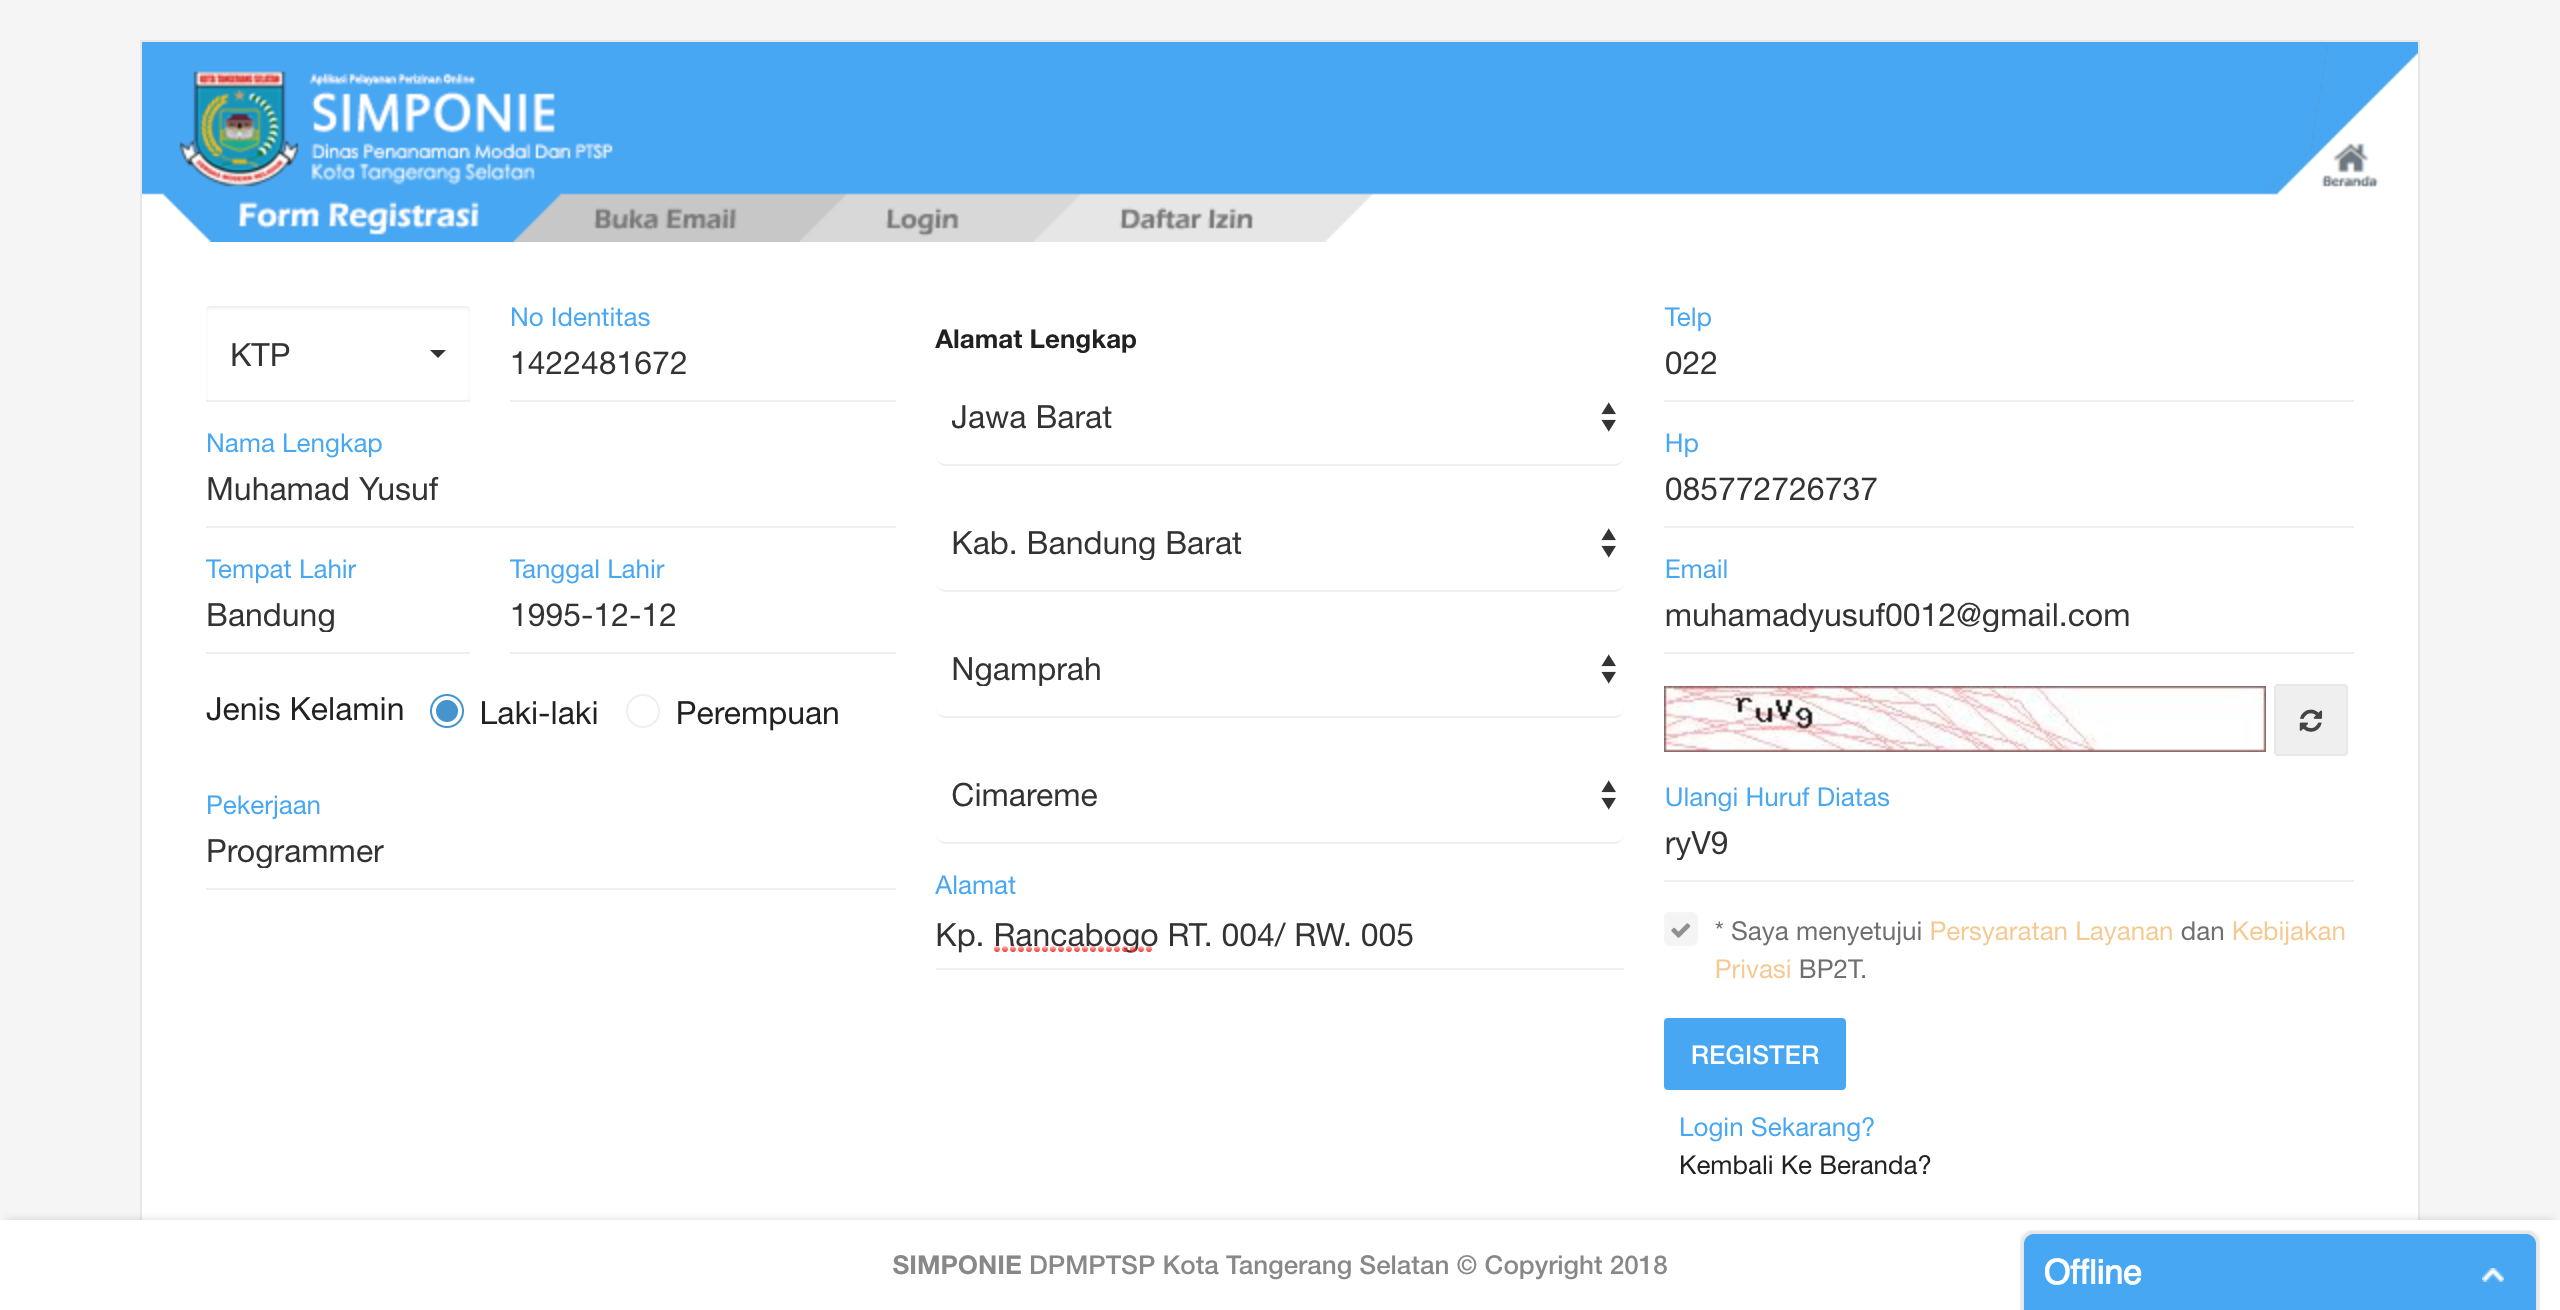 KOTA TANGERANG SELATAN
Aplikasi Pelayanan Perizinan Online
SIMPONIE
Dinas Penanaman Modal Dan PTSP
Kota Tangerang Selatan
Beranda
Form Registrasi
Buka Email
Login
Daftar Izin
KTP
No Identitas
1422481672
Nama Lengkap
Muhamad Yusuf
Tempat Lahir
Bandung
Tanggal Lahir
1995-12-12
Jenis Kelamin Laki-laki Perempuan
Pekerjaan
Programmer
Alamat Lengkap
Jawa Barat
Kab. Bandung Barat
Ngamprah
Cimareme
Alamat
Kp. Rancabogo RT. 004/ RW. 005
Telp
022
Hp
085772726737
Email
muhamadyusuf0012@gmail.com
ruV9
Ulangi Huruf Diatas
ryV9
* Saya menyetujui Persyaratan Layanan dan Kebijakan
Privasi BP2T.
REGISTER
Login Sekarang?
Kembali Ke Beranda?
SIMPONIE DPMPTSP Kota Tangerang Selatan © Copyright 2018
Offline